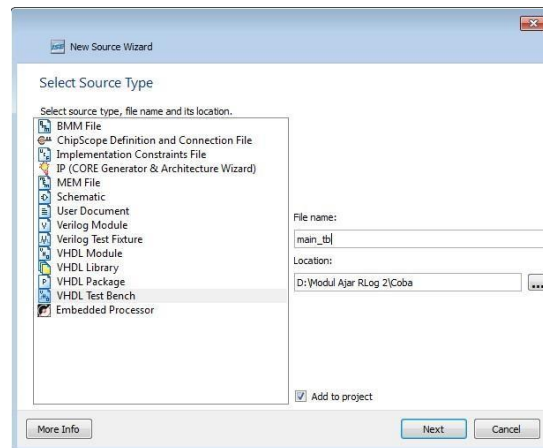 New Source Wizard
Select Source Type
Select source type, file name and its location.
BMM File
ChipScope Definition and Connection File
Implementation Constraints File
IP (CORE Generator & Architecture Wizard)
MEM File
Schematic
User Document
Verilog Module
Verilog Test Fixture
VHDL Module
VHDL Library
VHDL Package
VHDL Test Bench
Embedded Processor
File name:
main_tb
Location:
D:\Modul Ajar RLog 2\Coba
...
Add to project
More Info
Next
Cancel